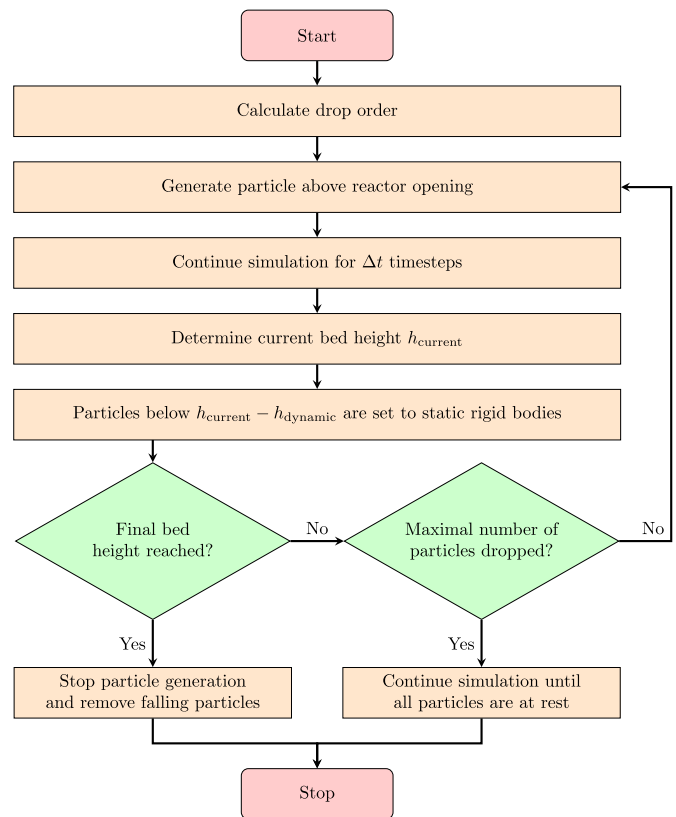 Start
Calculate drop order
Generate particle above reactor opening
Continue simulation for Δt timesteps
Determine current bed height h_current
Particles below h_current − h_dynamic are set to static rigid bodies
Final bed
height reached?
No
Maximal number of
particles dropped?
No
Yes
Yes
Stop particle generation
and remove falling particles
Continue simulation until
all particles are at rest
Stop